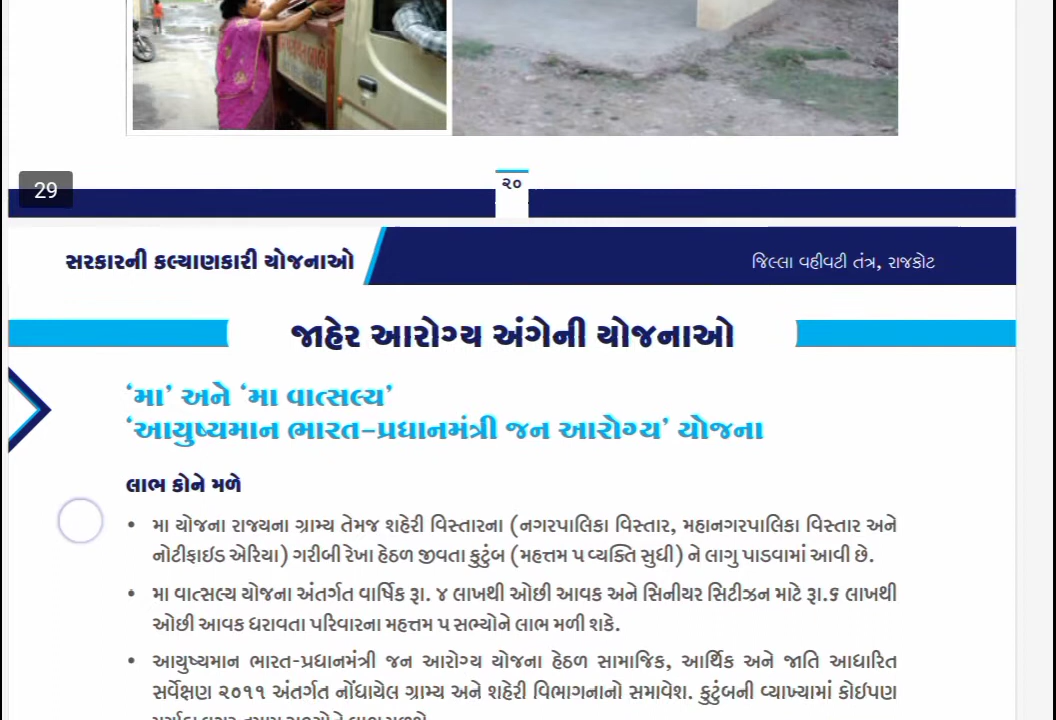 29
૨૦
સરકારની કલ્યાણકારી યોજનાઓ
જિલ્લા વહીવટી તંત્ર, રાજકોટ
જાહેર આરોગ્ય અંગેની યોજનાઓ
‘મા’ અને ‘મા વાત્સલ્ય’
‘આયુષ્યમાન ભારત–પ્રધાનમંત્રી જન આરોગ્ય’ યોજના
લાભ કોને મળે
• મા યોજના રાજ્યના ગ્રામ્ય તેમજ શહેરી વિસ્તારના (નગરપાલિકા વિસ્તાર, મહાનગરપાલિકા વિસ્તાર અને
નોટીફાઈડ એરિયા) ગરીબી રેખા હેઠળ જીવતા કુટુંબ (મહત્તમ ૫ વ્યક્તિ સુધી) ને લાગુ પાડવામાં આવી છે.
• મા વાત્સલ્ય યોજના અંતર્ગત વાર્ષિક રૂા. ૪ લાખથી ઓછી આવક અને સિનીયર સિટીઝન માટે રૂા.૬ લાખથી
ઓછી આવક ધરાવતા પરિવારના મહત્તમ ૫ સભ્યોને લાભ મળી શકે.
• આયુષ્યમાન ભારત-પ્રધાનમંત્રી જન આરોગ્ય યોજના હેઠળ સામાજિક, આર્થિક અને જાતિ આધારિત
સર્વેક્ષણ ૨૦૧૧ અંતર્ગત નોંધાયેલ ગ્રામ્ય અને શહેરી વિભાગનાનો સમાવેશ. કુટુંબની વ્યાખ્યામાં કોઈપણ